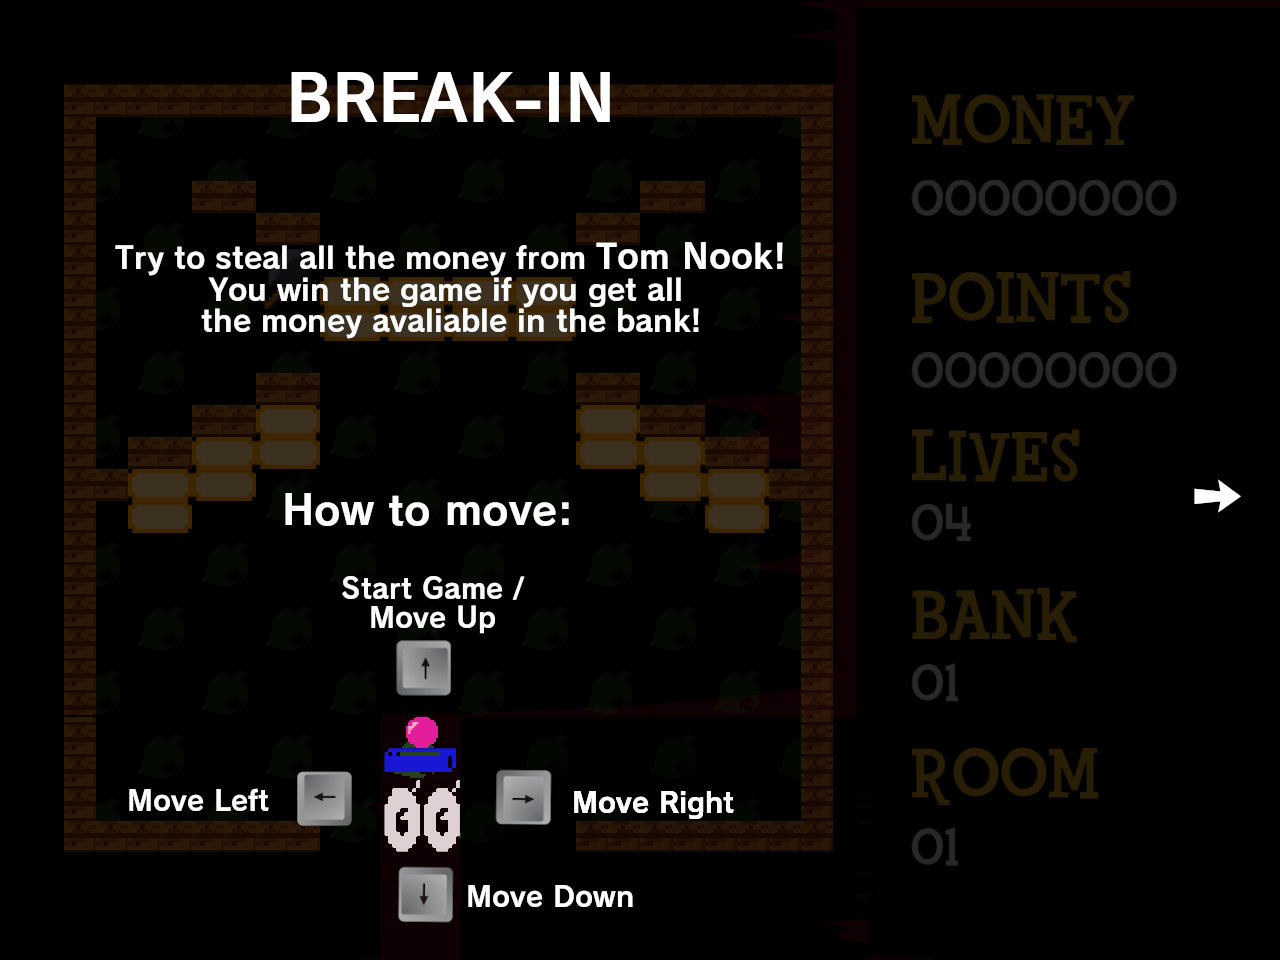 BREAK-IN
Try to steal all the money from Tom Nook!
You win the game if you get all
the money avaliable in the bank!
How to move:
Start Game /
Move Up
↑
Move Left
←
→
Move Right
↓
Move Down
MONEY
00000000
POINTS
00000000
LIVES
04
BANK
01
ROOM
01